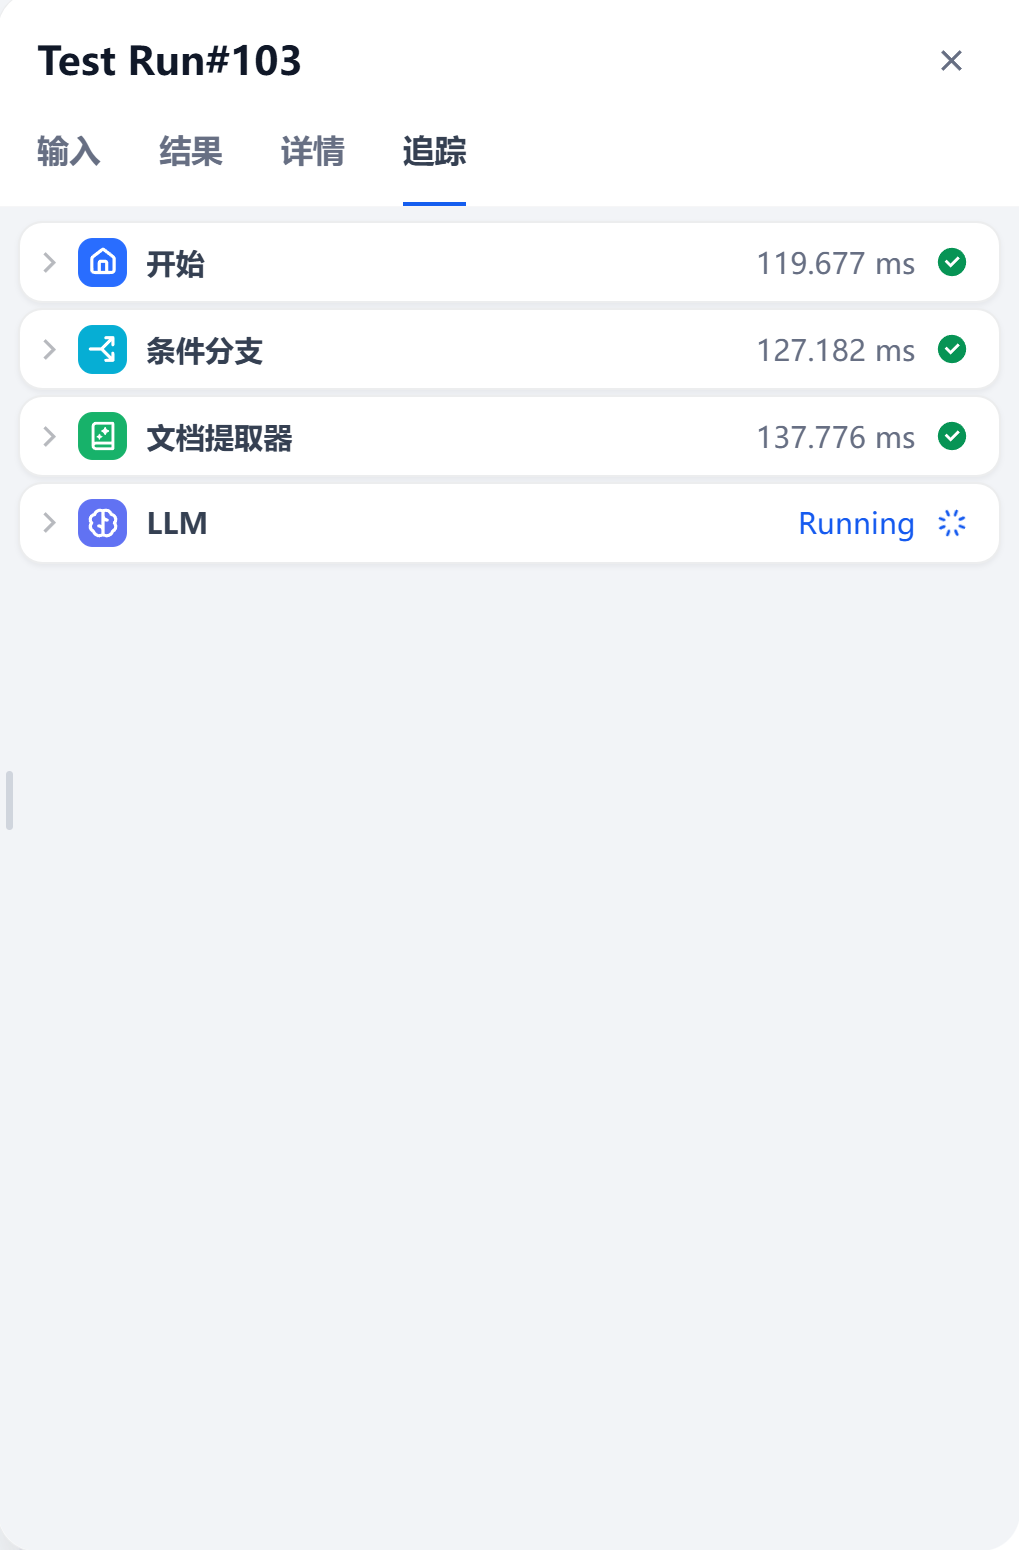 Test Run#103
输入 结果 详情 追踪
开始 119.677 ms
条件分支 127.182 ms
文档提取器 137.776 ms
LLM Running